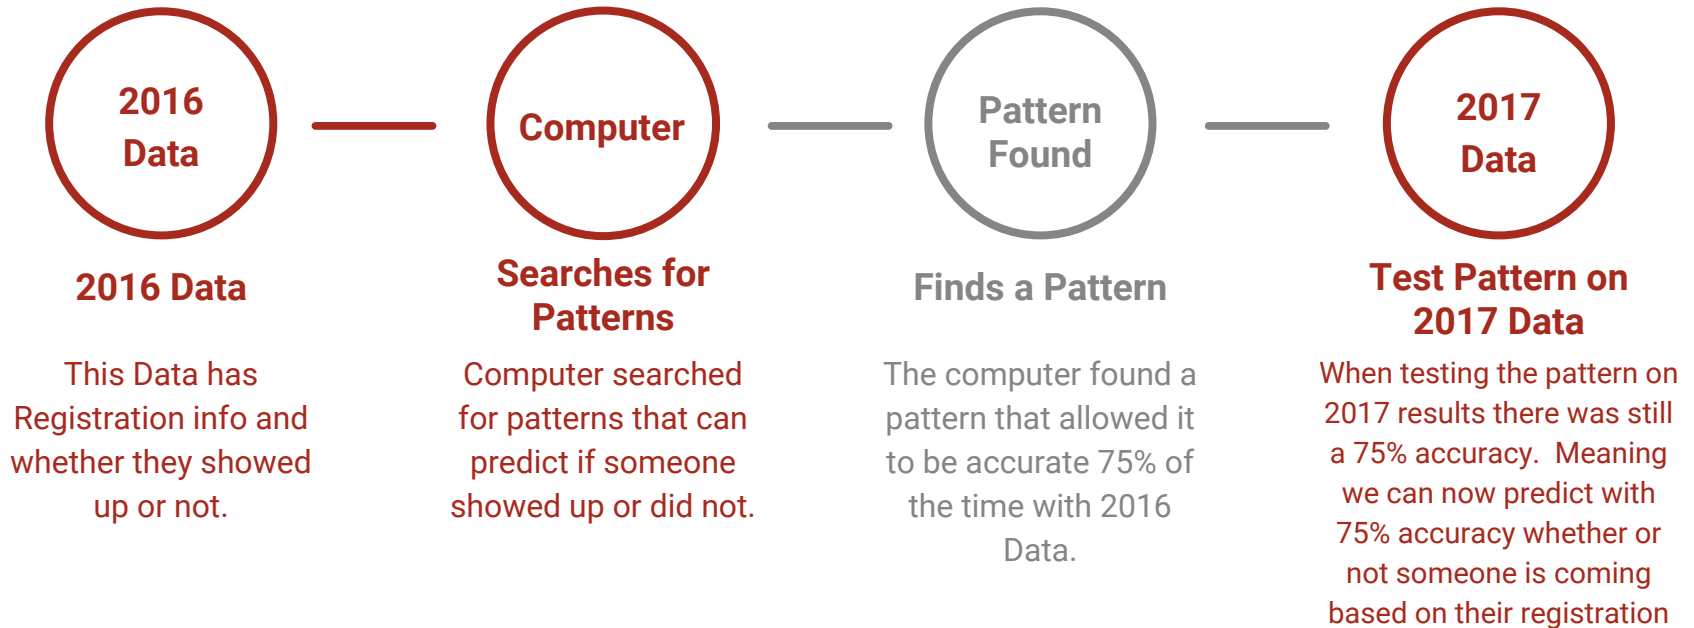 2016
Data
Computer
Pattern
Found
2017
Data
2016 Data
This Data has
Registration info and
whether they showed
up or not.
Searches for
Patterns
Computer searched
for patterns that can
predict if someone
showed up or did not.
Finds a Pattern
The computer found a
pattern that allowed it
to be accurate 75% of
the time with 2016
Data.
Test Pattern on
2017 Data
When testing the pattern on
2017 results there was still
a 75% accuracy.  Meaning
we can now predict with
75% accuracy whether or
not someone is coming
based on their registration